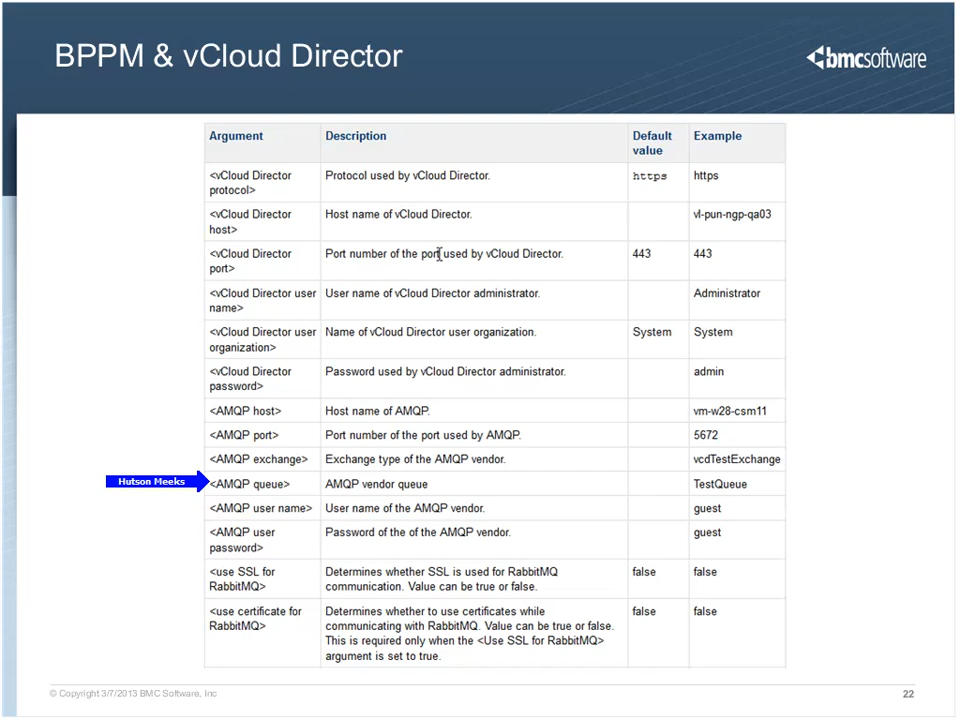 BPPM & vCloud Director
bmcsoftware
Argument Description Default value Example
<vCloud Director protocol> Protocol used by vCloud Director. https https
<vCloud Director host> Host name of vCloud Director. vl-pun-ngp-qa03
<vCloud Director port> Port number of the port used by vCloud Director. 443 443
<vCloud Director user name> User name of vCloud Director administrator. Administrator
<vCloud Director user organization> Name of vCloud Director user organization. System System
<vCloud Director password> Password used by vCloud Director administrator. admin
<AMQP host> Host name of AMQP. vm-w28-csm11
<AMQP port> Port number of the port used by AMQP. 5672
<AMQP exchange> Exchange type of the AMQP vendor. vcdTestExchange
Hutson Meeks
<AMQP queue> AMQP vendor queue TestQueue
<AMQP user name> User name of the AMQP vendor. guest
<AMQP user password> Password of the of the AMQP vendor. guest
<use SSL for RabbitMQ> Determines whether SSL is used for RabbitMQ communication. Value can be true or false. false false
<use certificate for RabbitMQ> Determines whether to use certificates while communicating with RabbitMQ. Value can be true or false. This is required only when the <Use SSL for RabbitMQ> argument is set to true. false false
© Copyright 3/7/2013 BMC Software, Inc
22